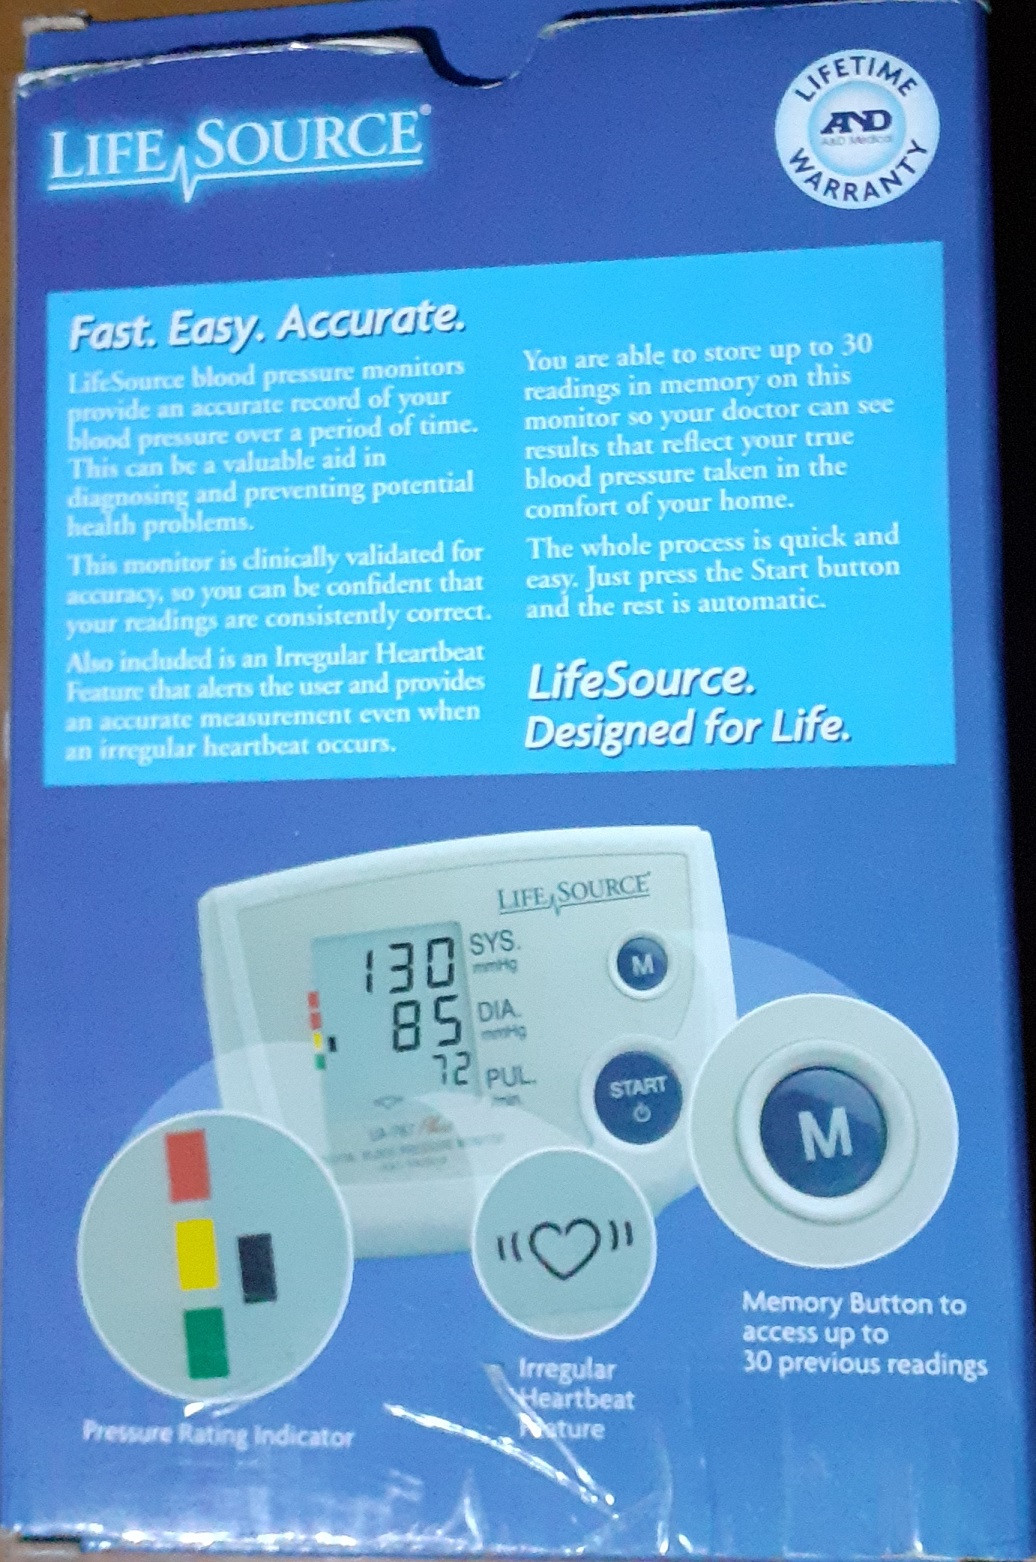 LIFE SOURCE®
LIFETIME
AND
A&D Medical
WARRANTY
Fast. Easy. Accurate.
LifeSource blood pressure monitors
provide an accurate record of your
blood pressure over a period of time.
This can be a valuable aid in
diagnosing and preventing potential
health problems.
This monitor is clinically validated for
accuracy, so you can be confident that
your readings are consistently correct.
Also included is an Irregular Heartbeat
Feature that alerts the user and provides
an accurate measurement even when
an irregular heartbeat occurs.
You are able to store up to 30
readings in memory on this
monitor so your doctor can see
results that reflect your true
blood pressure taken in the
comfort of your home.
The whole process is quick and
easy. Just press the Start button
and the rest is automatic.
LifeSource.
Designed for Life.
LIFE SOURCE
130 SYS.
mmHg
85 DIA.
mmHg
72 PUL.
/min.
M
START
UA-767 Plus
M
Pressure Rating Indicator
Irregular
Heartbeat
Feature
Memory Button to
access up to
30 previous readings